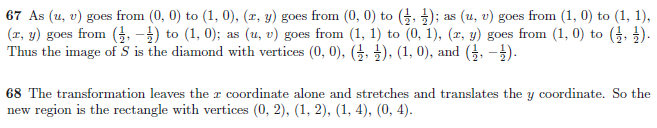 67 As (u, v) goes from (0, 0) to (1, 0), (x, y) goes from (0, 0) to (1/2, 1/2); as (u, v) goes from (1, 0) to (1, 1),
(x, y) goes from (1/2, −1/2) to (1, 0); as (u, v) goes from (1, 1) to (0, 1), (x, y) goes from (1, 0) to (1/2, 1/2).
Thus the image of S is the diamond with vertices (0, 0), (1/2, 1/2), (1, 0), and (1/2, −1/2).
68 The transformation leaves the x coordinate alone and stretches and translates the y coordinate. So the
new region is the rectangle with vertices (0, 2), (1, 2), (1, 4), (0, 4).